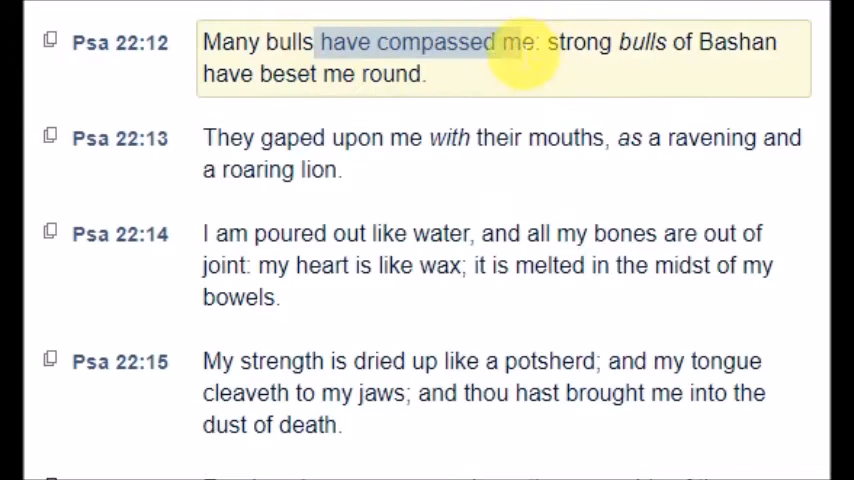 Psa 22:12 Many bulls have compassed me: strong bulls of Bashan
have beset me round.
Psa 22:13 They gaped upon me with their mouths, as a ravening and
a roaring lion.
Psa 22:14 I am poured out like water, and all my bones are out of
joint: my heart is like wax; it is melted in the midst of my
bowels.
Psa 22:15 My strength is dried up like a potsherd; and my tongue
cleaveth to my jaws; and thou hast brought me into the
dust of death.